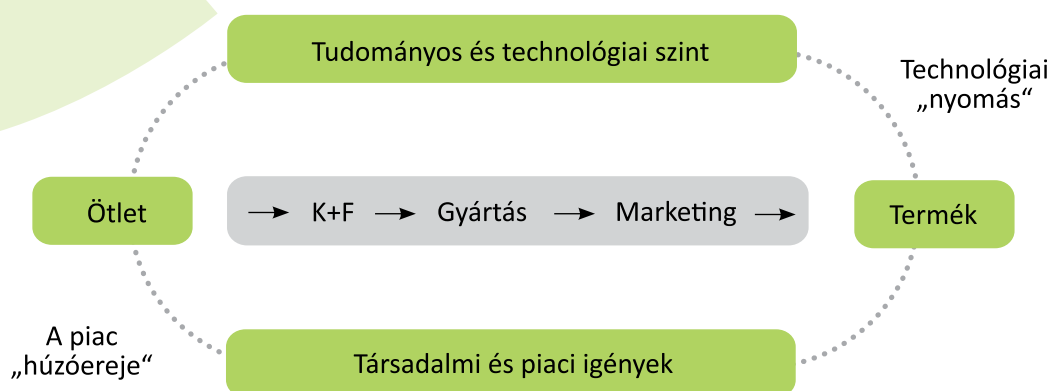 Tudományos és technológiai szint
Technológiai
„nyomás“
Ötlet
→ K+F → Gyártás → Marketing →
Termék
A piac
„húzóereje“
Társadalmi és piaci igények